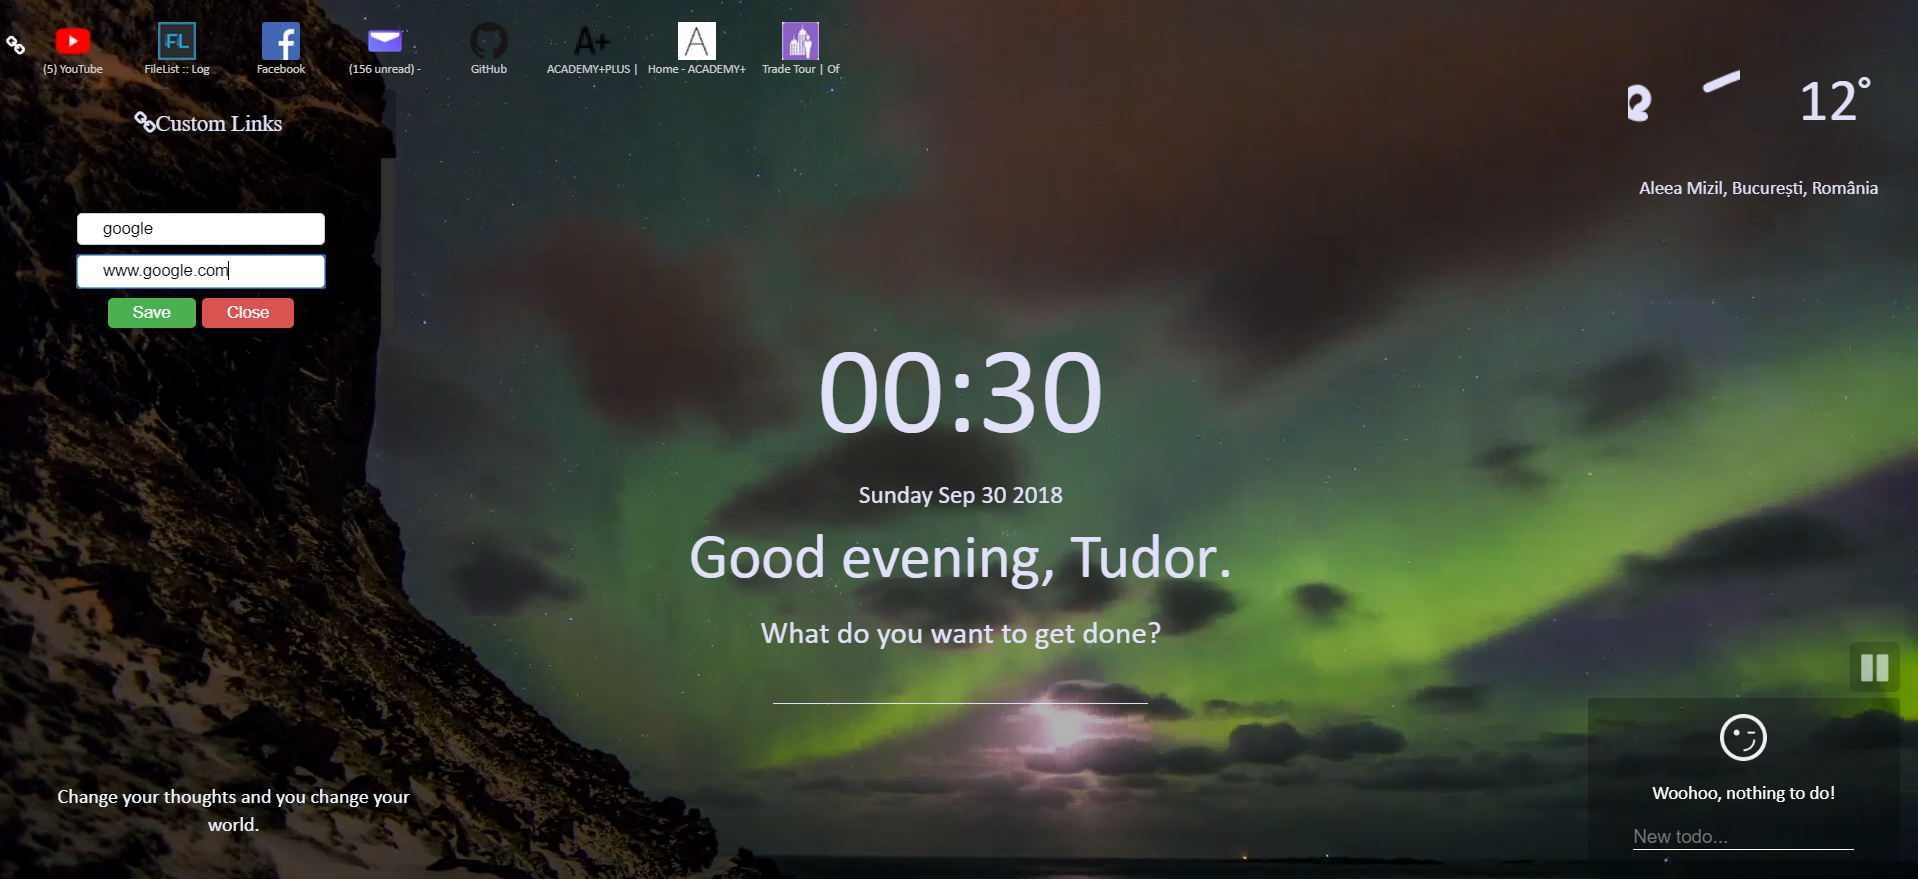 (5) YouTube
FileList :: Log
Facebook
(156 unread) -
GitHub
ACADEMY+PLUS |
Home - ACADEMY+
Trade Tour | Of
FL
f
A+
A
Custom Links
google
www.google.com
Save
Close
12°
Aleea Mizil, București, România
00:30
Sunday Sep 30 2018
Good evening, Tudor.
What do you want to get done?
Change your thoughts and you change your
world.
Woohoo, nothing to do!
New todo...